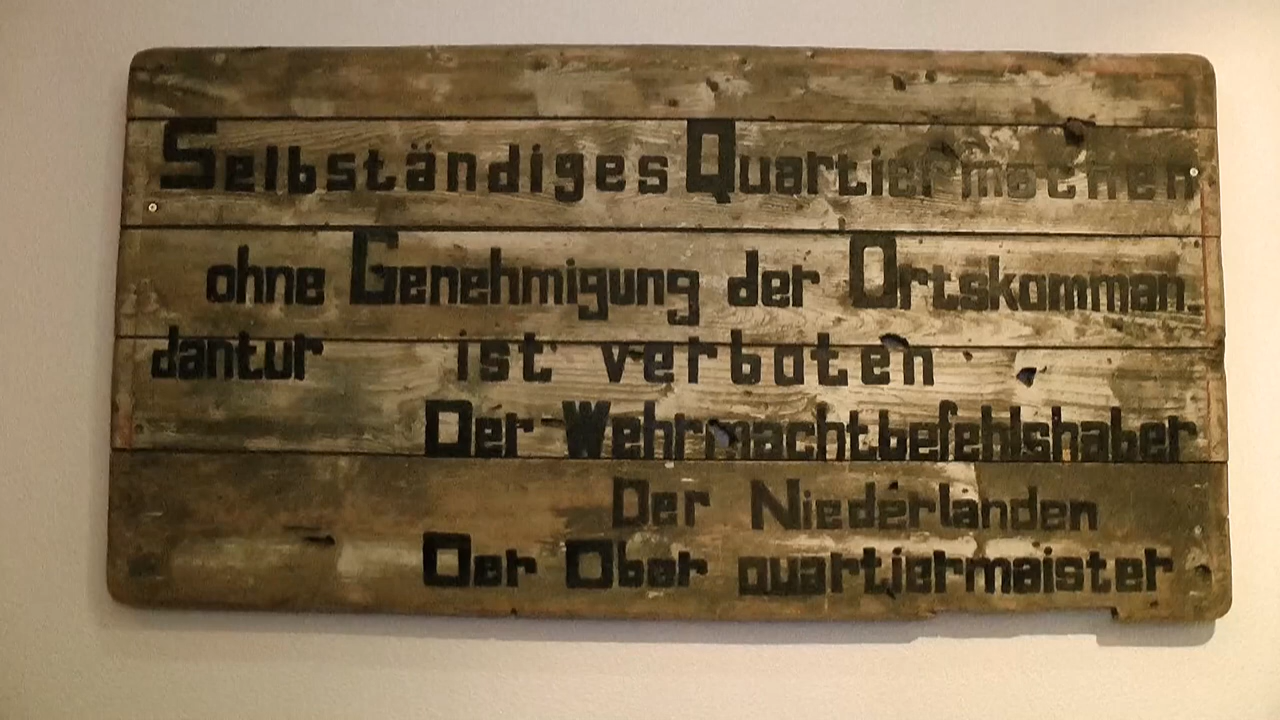 Selbständiges Quartiermachen
ohne Genehmigung der Ortskomman-
dantur ist verboten
Der Wehrmachtbefehlshaber
Der Niederlanden
Der Ober quartiermaister